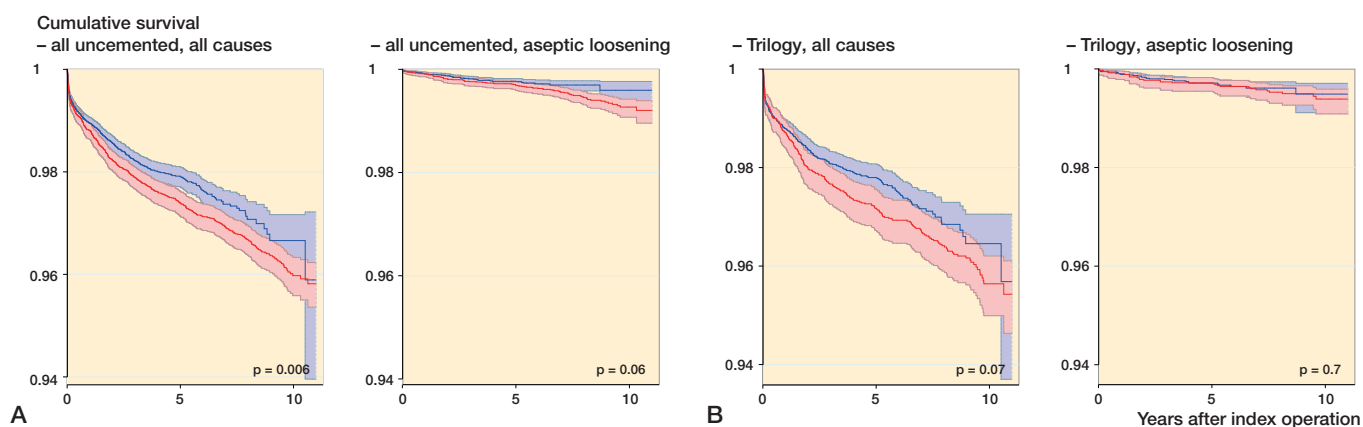 Cumulative survival
– all uncemented, all causes
– all uncemented, aseptic loosening
– Trilogy, all causes
– Trilogy, aseptic loosening
1
0.98
0.96
0.94
0
5
10
p = 0.006
1
0.98
0.96
0.94
0
5
10
p = 0.06
1
0.98
0.96
0.94
0
5
10
p = 0.07
1
0.98
0.96
0.94
0
5
10
p = 0.7
A
B
Years after index operation